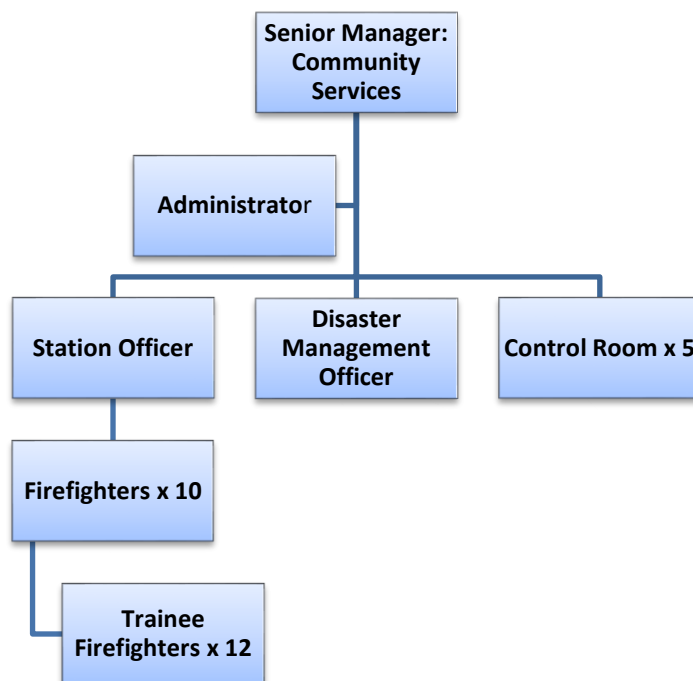 Senior Manager:
Community
Services
Administrator
Station Officer
Disaster
Management
Officer
Control Room x 5
Firefighters x 10
Trainee
Firefighters x 12